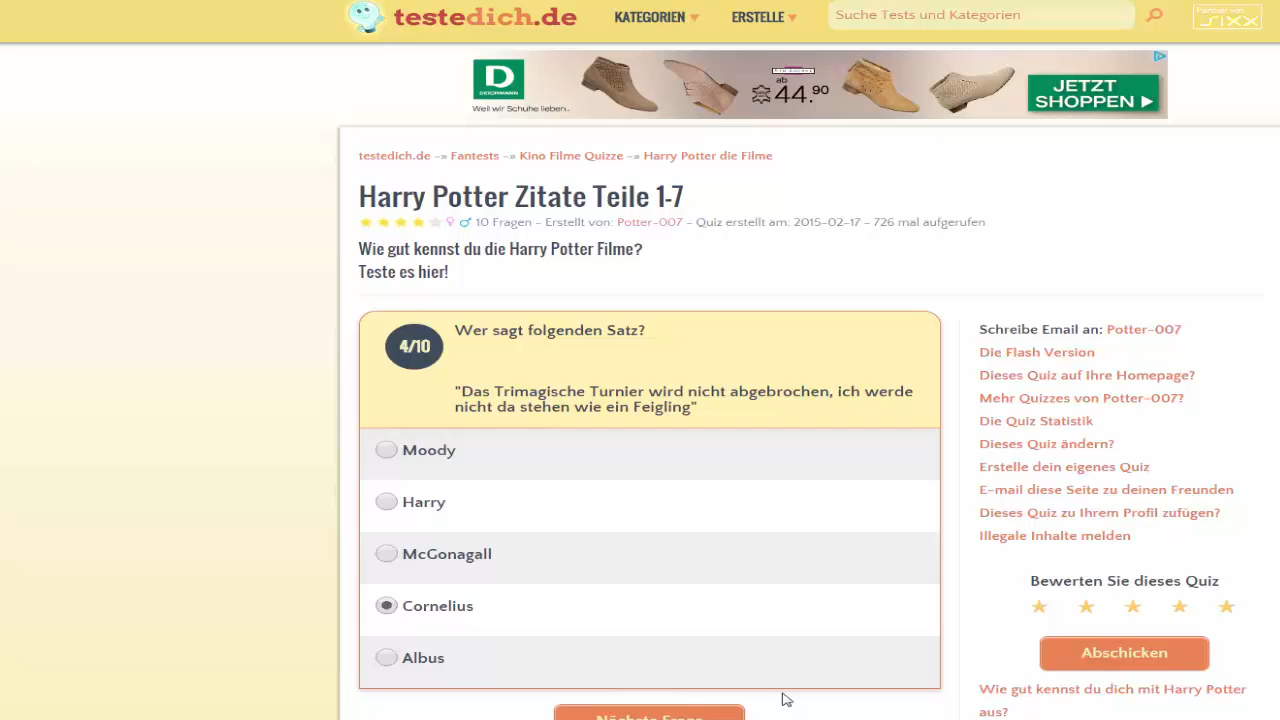 testedich.de
KATEGORIEN
ERSTELLE
Suche Tests und Kategorien
Partner von
sixx
D
DEICHMANN
Weil wir Schuhe lieben.
ab
44.90
JETZT
SHOPPEN
testedich.de -» Fantests -» Kino Filme Quizze -» Harry Potter die Filme
Harry Potter Zitate Teile 1-7
10 Fragen - Erstellt von: Potter-007 - Quiz erstellt am: 2015-02-17 - 726 mal aufgerufen
Wie gut kennst du die Harry Potter Filme?
Teste es hier!
4/10
Wer sagt folgenden Satz?
"Das Trimagische Turnier wird nicht abgebrochen, ich werde
nicht da stehen wie ein Feigling"
Moody
Harry
McGonagall
Cornelius
Albus
Nächste Frage
Schreibe Email an: Potter-007
Die Flash Version
Dieses Quiz auf Ihre Homepage?
Mehr Quizzes von Potter-007?
Die Quiz Statistik
Dieses Quiz ändern?
Erstelle dein eigenes Quiz
E-mail diese Seite zu deinen Freunden
Dieses Quiz zu Ihrem Profil zufügen?
Illegale Inhalte melden
Bewerten Sie dieses Quiz
Abschicken
Wie gut kennst du dich mit Harry Potter
aus?